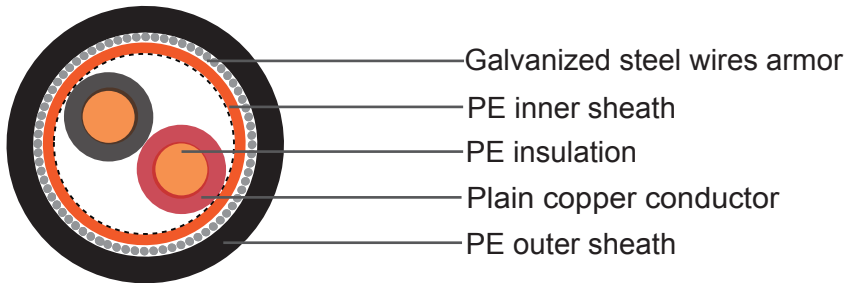 Galvanized steel wires armor
PE inner sheath
PE insulation
Plain copper conductor
PE outer sheath